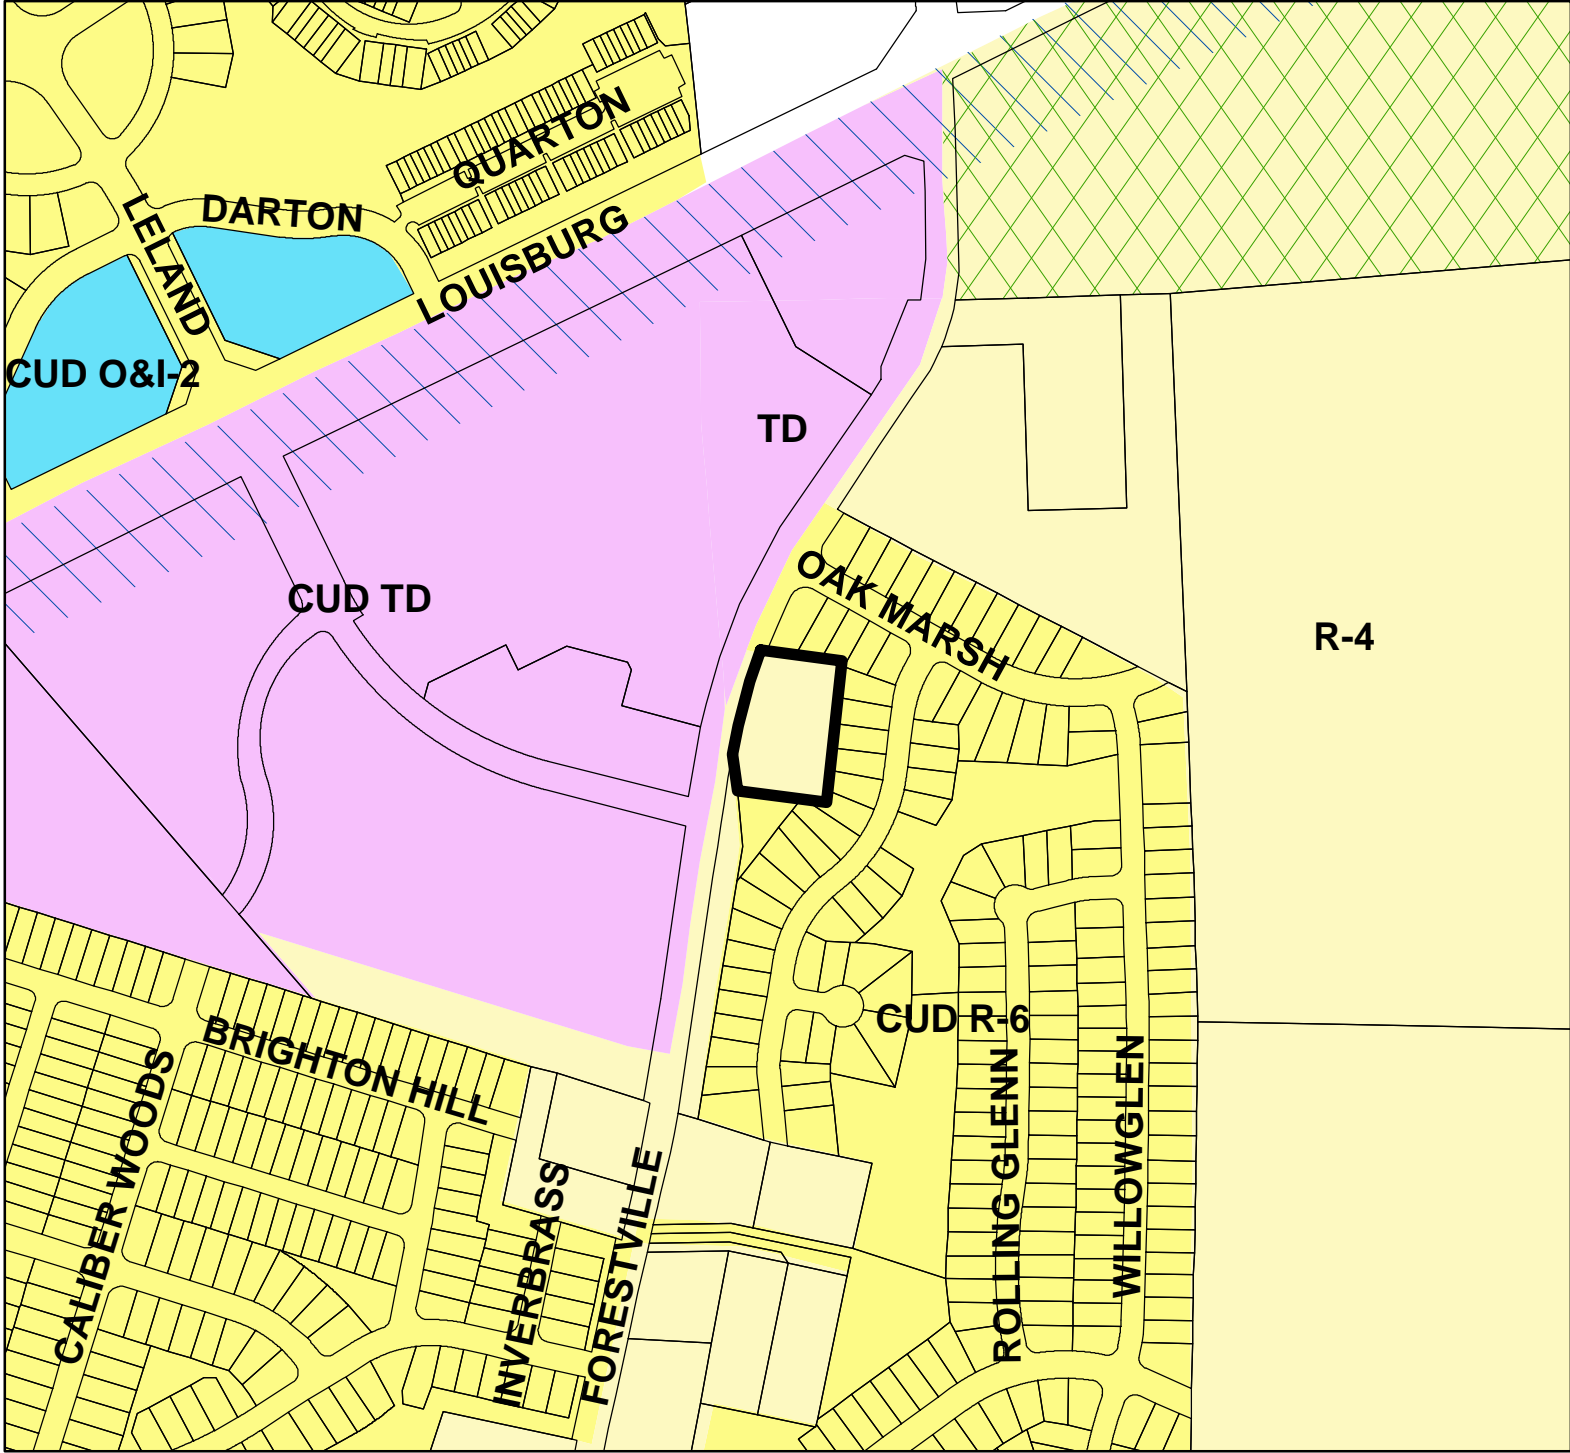 QUARTON
DARTON
LELAND
LOUISBURG
CUD O&I-2
TD
CUD TD
OAK MARSH
R-4
CUD R-6
BRIGHTON HILL
CALIBER WOODS
INVERBRASS
FORESTVILLE
ROLLING GLENN
WILLOWGLEN